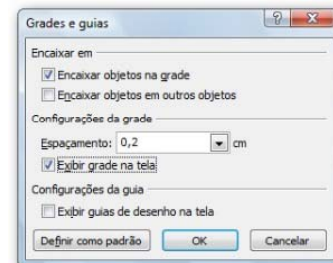 Grades e guias
Encaixar em
Encaixar objetos na grade
Encaixar objetos em outros objetos
Configurações da grade
Espaçamento: 0,2 cm
Exibir grade na tela
Configurações da guia
Exibir guias de desenho na tela
Definir como padrão OK Cancelar